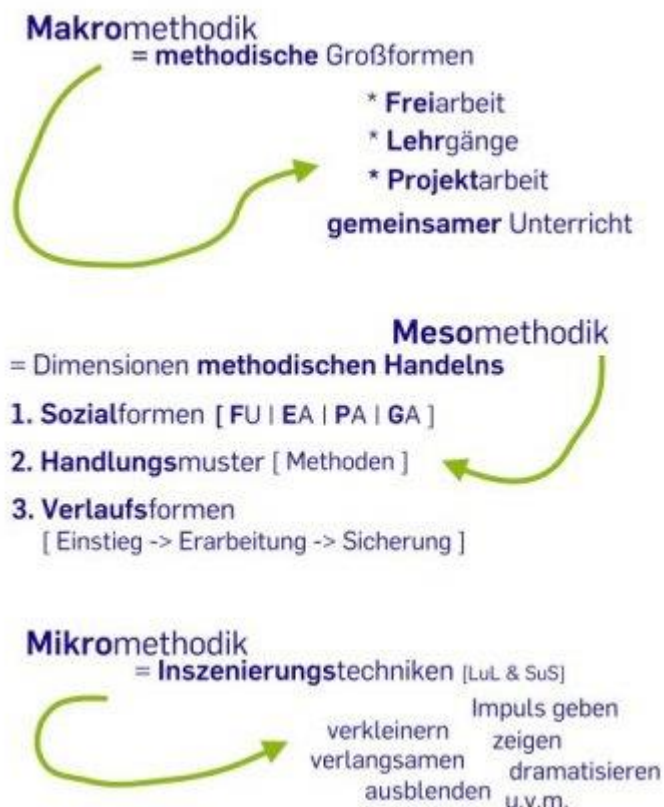 Makromethodik
= methodische Großformen
* Freiarbeit
* Lehrgänge
* Projektarbeit
gemeinsamer Unterricht
Mesomethodik
= Dimensionen methodischen Handelns
1. Sozialformen [ FU | EA | PA | GA ]
2. Handlungsmuster [ Methoden ]
3. Verlaufsformen
[ Einstieg -> Erarbeitung -> Sicherung ]
Mikromethodik
= Inszenierungstechniken [LuL & SuS]
Impuls geben
verkleinern
zeigen
verlangsamen
dramatisieren
ausblenden
u.v.m.